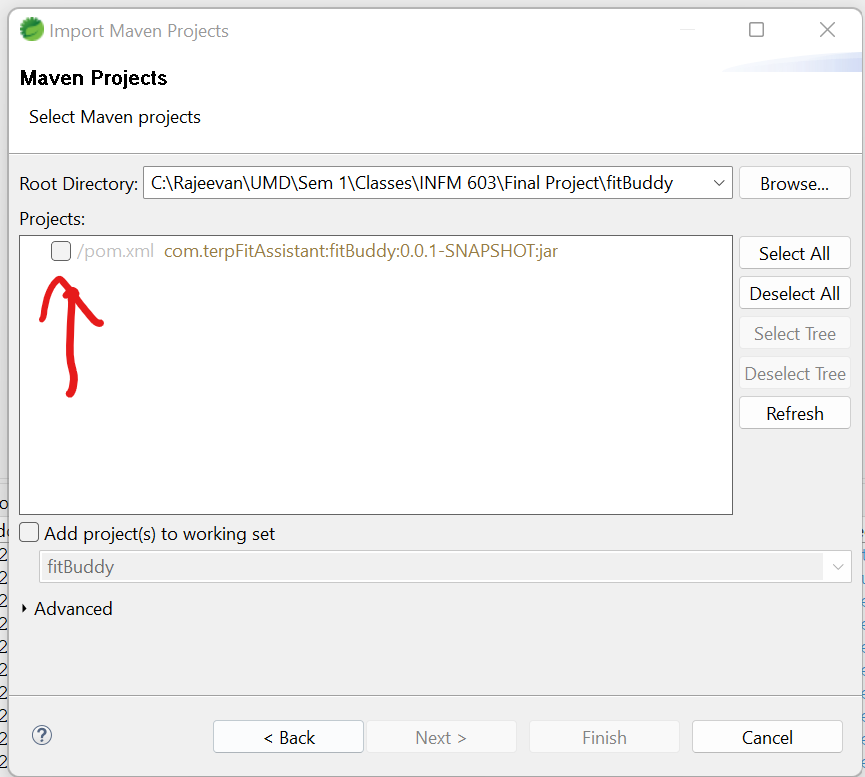 Import Maven Projects
Maven Projects
Select Maven projects
Root Directory: C:\Rajeevan\UMD\Sem 1\Classes\INFM 603\Final Project\fitBuddy Browse...
Projects:
/pom.xml com.terpFitAssistant:fitBuddy:0.0.1-SNAPSHOT:jar
Select All
Deselect All
Select Tree
Deselect Tree
Refresh
Add project(s) to working set
fitBuddy
Advanced
? < Back Next > Finish Cancel